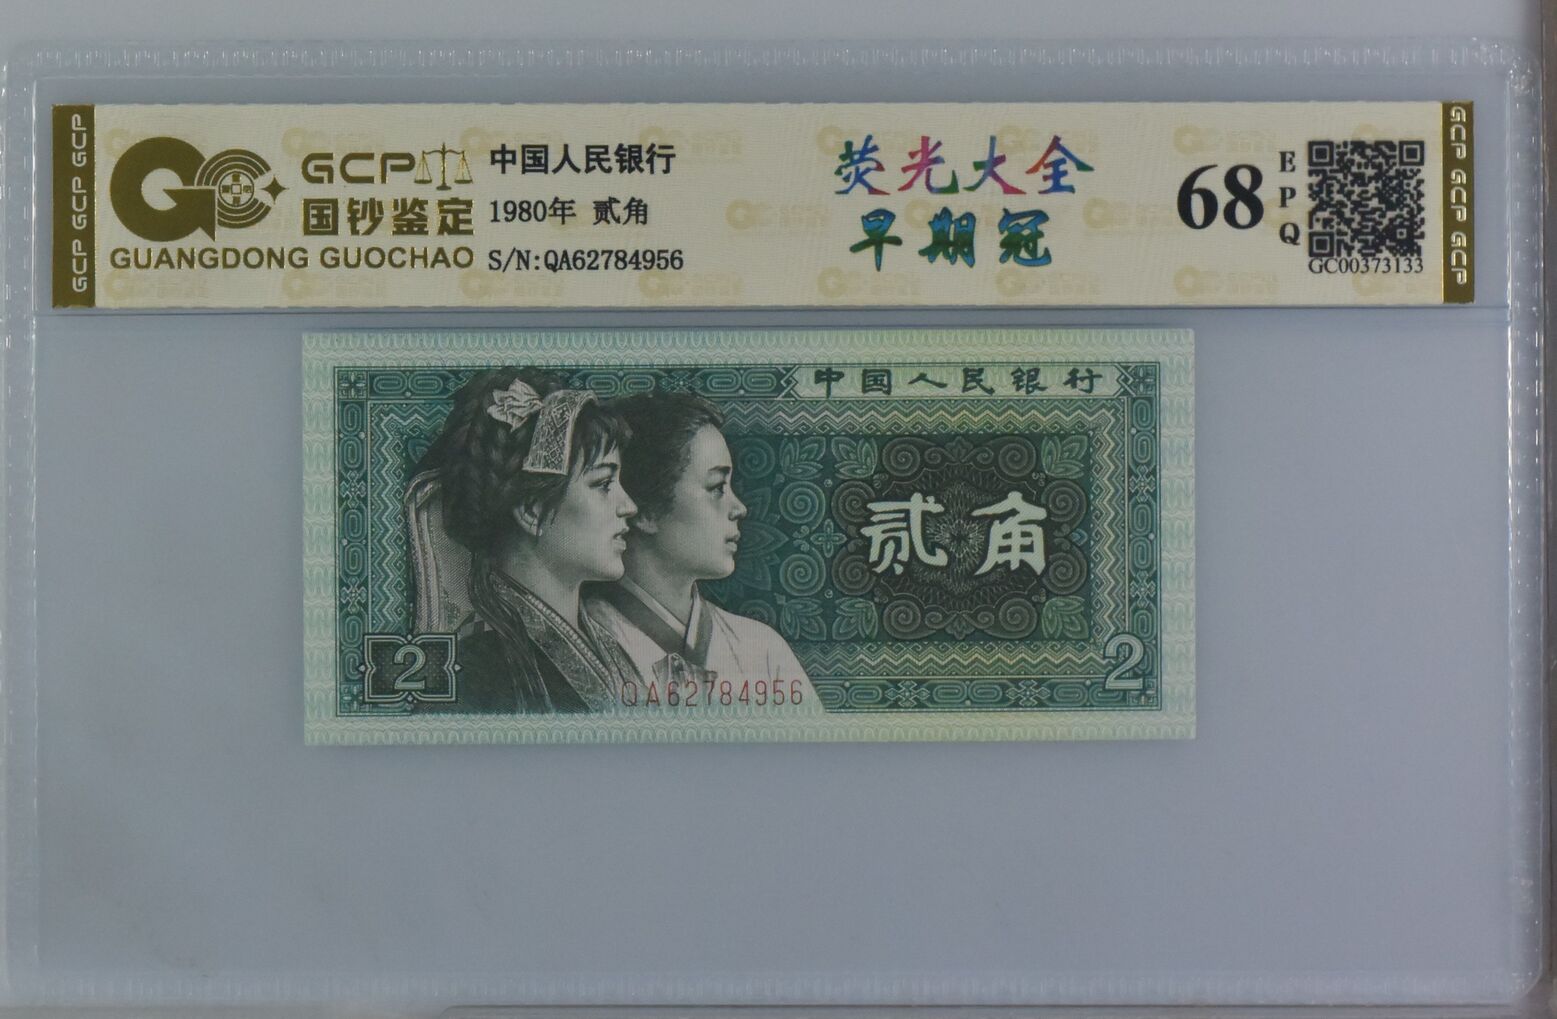 GCP GCP GCP
GCP
国钞鉴定
GUANGDONG GUOCHAO
中国人民银行
1980年 贰角
S/N:QA62784956
荧光大全
早期冠
68
EPQ
GC00373133
GCP GCP GCP
中国人民银行
贰角
2
2
QA62784956